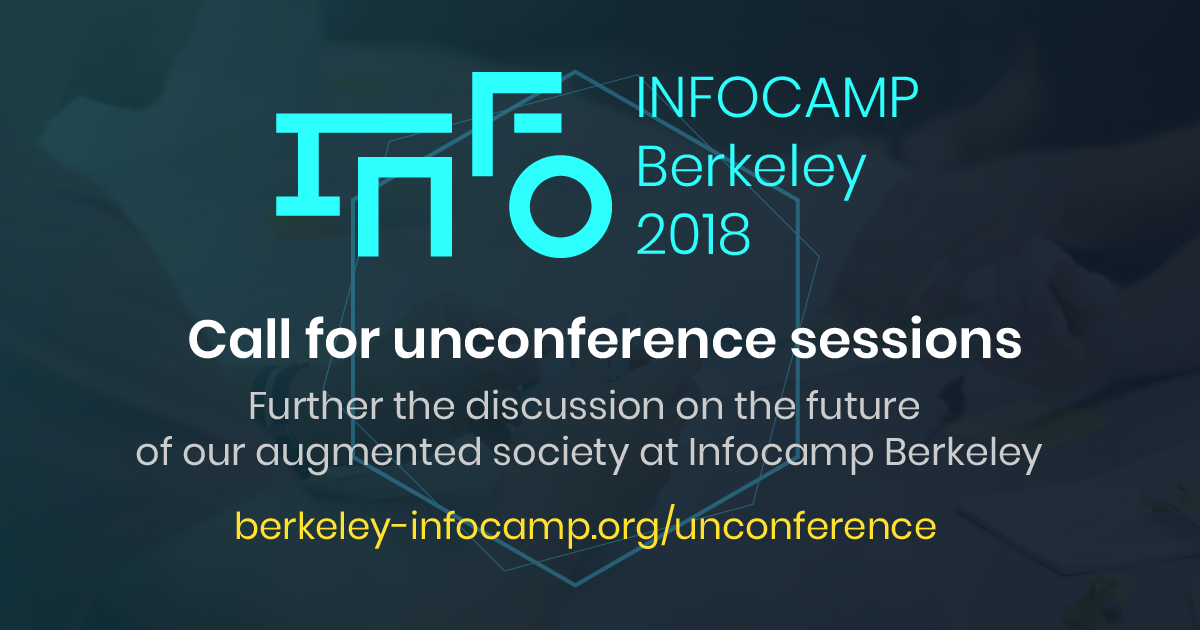 INFO
INFOCAMP
Berkeley
2018
Call for unconference sessions
Further the discussion on the future
of our augmented society at Infocamp Berkeley
berkeley-infocamp.org/unconference